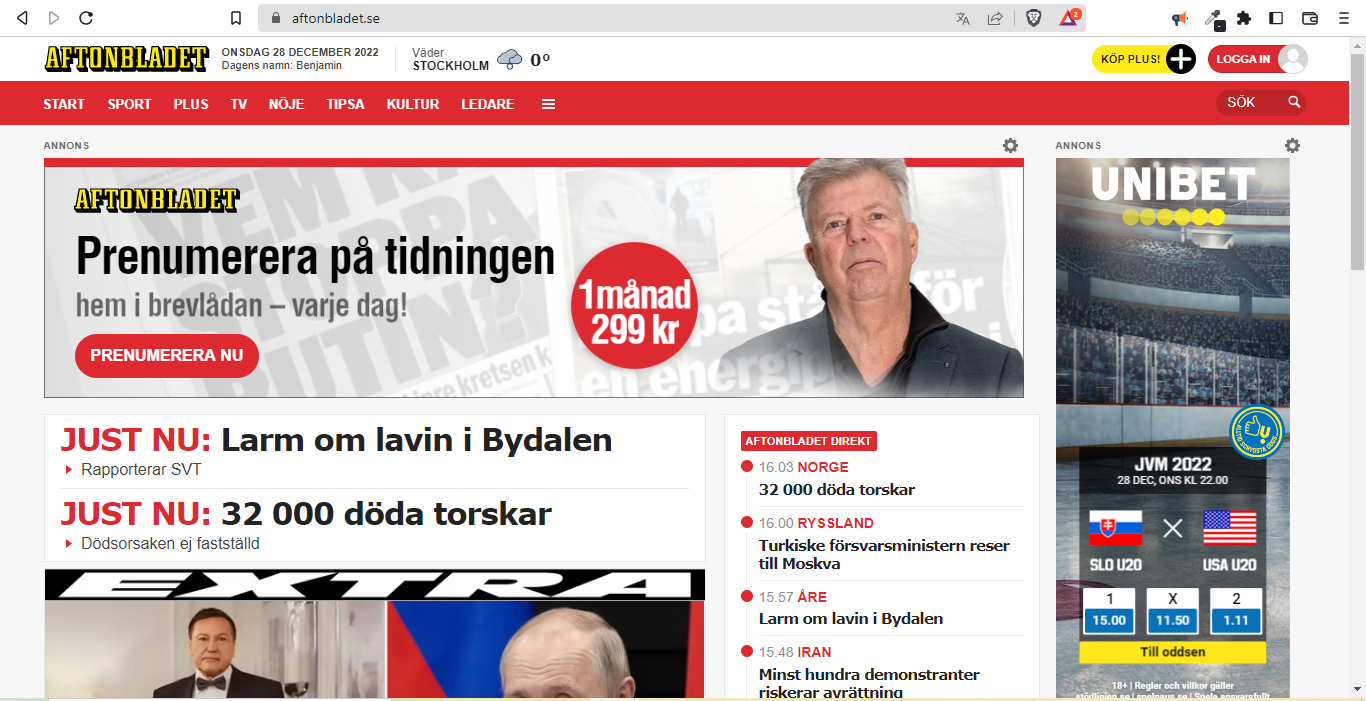 aftonbladet.se
2
AFTONBLADET
ONSDAG 28 DECEMBER 2022
Dagens namn: Benjamin
Väder
STOCKHOLM
0°
KÖP PLUS!
LOGGA IN
START SPORT PLUS TV NÖJE TIPSA KULTUR LEDARE
SÖK
ANNONS
AFTONBLADET
Prenumerera på tidningen
hem i brevlådan – varje dag!
PRENUMERERA NU
1 månad
299 kr
JUST NU: Larm om lavin i Bydalen
Rapporterar SVT
JUST NU: 32 000 döda torskar
Dödsorsaken ej fastställd
EXTRA
AFTONBLADET DIREKT
16.03 NORGE
32 000 döda torskar
16.00 RYSSLAND
Turkiske försvarsministern reser
till Moskva
15.57 ÅRE
Larm om lavin i Bydalen
15.48 IRAN
Minst hundra demonstranter
riskerar avrättning
ANNONS
UNIBET
ALLTID SCHYSSTA ODDS
JVM 2022
28 DEC, ONS KL 22.00
SLO U20 USA U20
1 X 2
15.00 11.50 1.11
Till oddsen
18+ | Regler och villkor gäller
stödlinjen.se | spelpaus.se | Spela ansvarsfullt